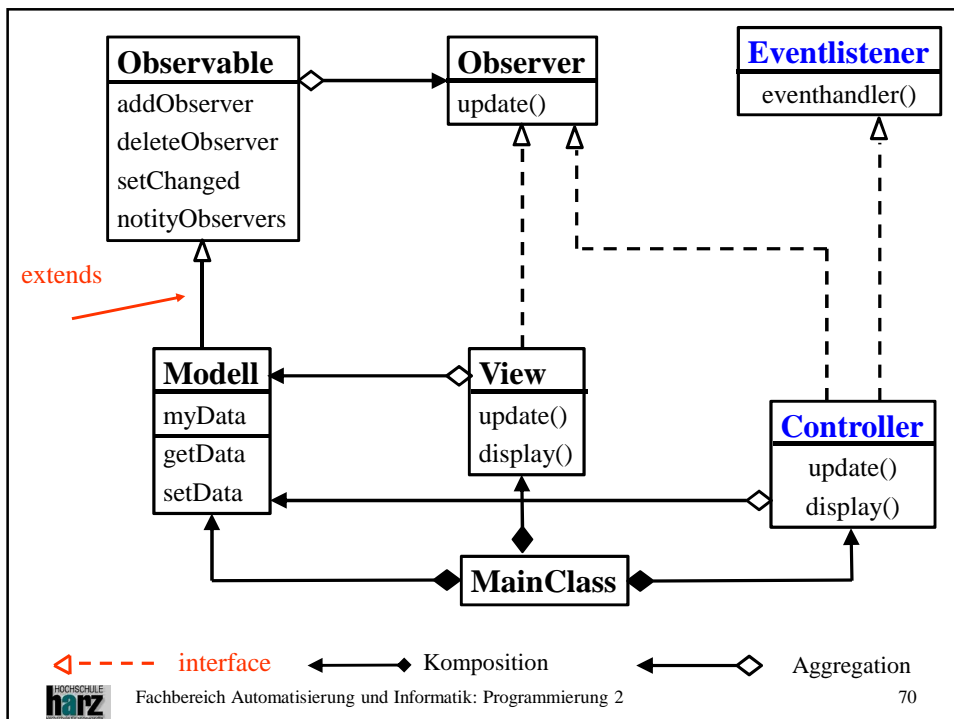 Observable
addObserver
deleteObserver
setChanged
notityObservers
Observer
update()
Eventlistener
eventhandler()
extends
Modell
myData
getData
setData
View
update()
display()
Controller
update()
display()
MainClass
interface
Komposition
Aggregation
HOCHSCHULE
harz
Fachbereich Automatisierung und Informatik: Programmierung 2
70